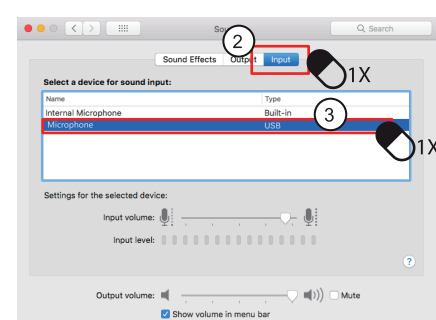 Sou
Search
2
Sound Effects Output Input
1X
Select a device for sound input:
Name Type
Internal Microphone Built-in
3
Microphone USB
1X
Settings for the selected device:
Input volume:
Input level:
?
Output volume: Mute
Show volume in menu bar